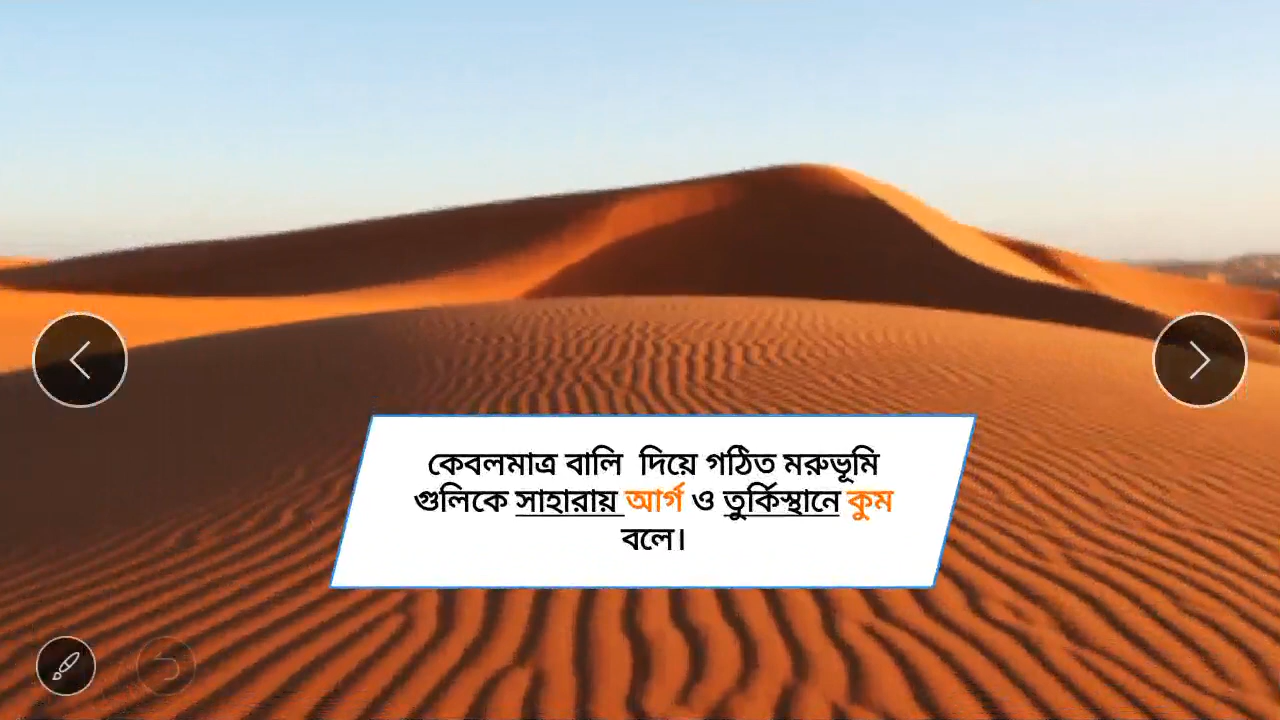 কেবলমাত্র বালি  দিয়ে গঠিত মরুভূমি
গুলিকে সাহারায় আর্গ ও তুর্কিস্থানে কুম
বলে।